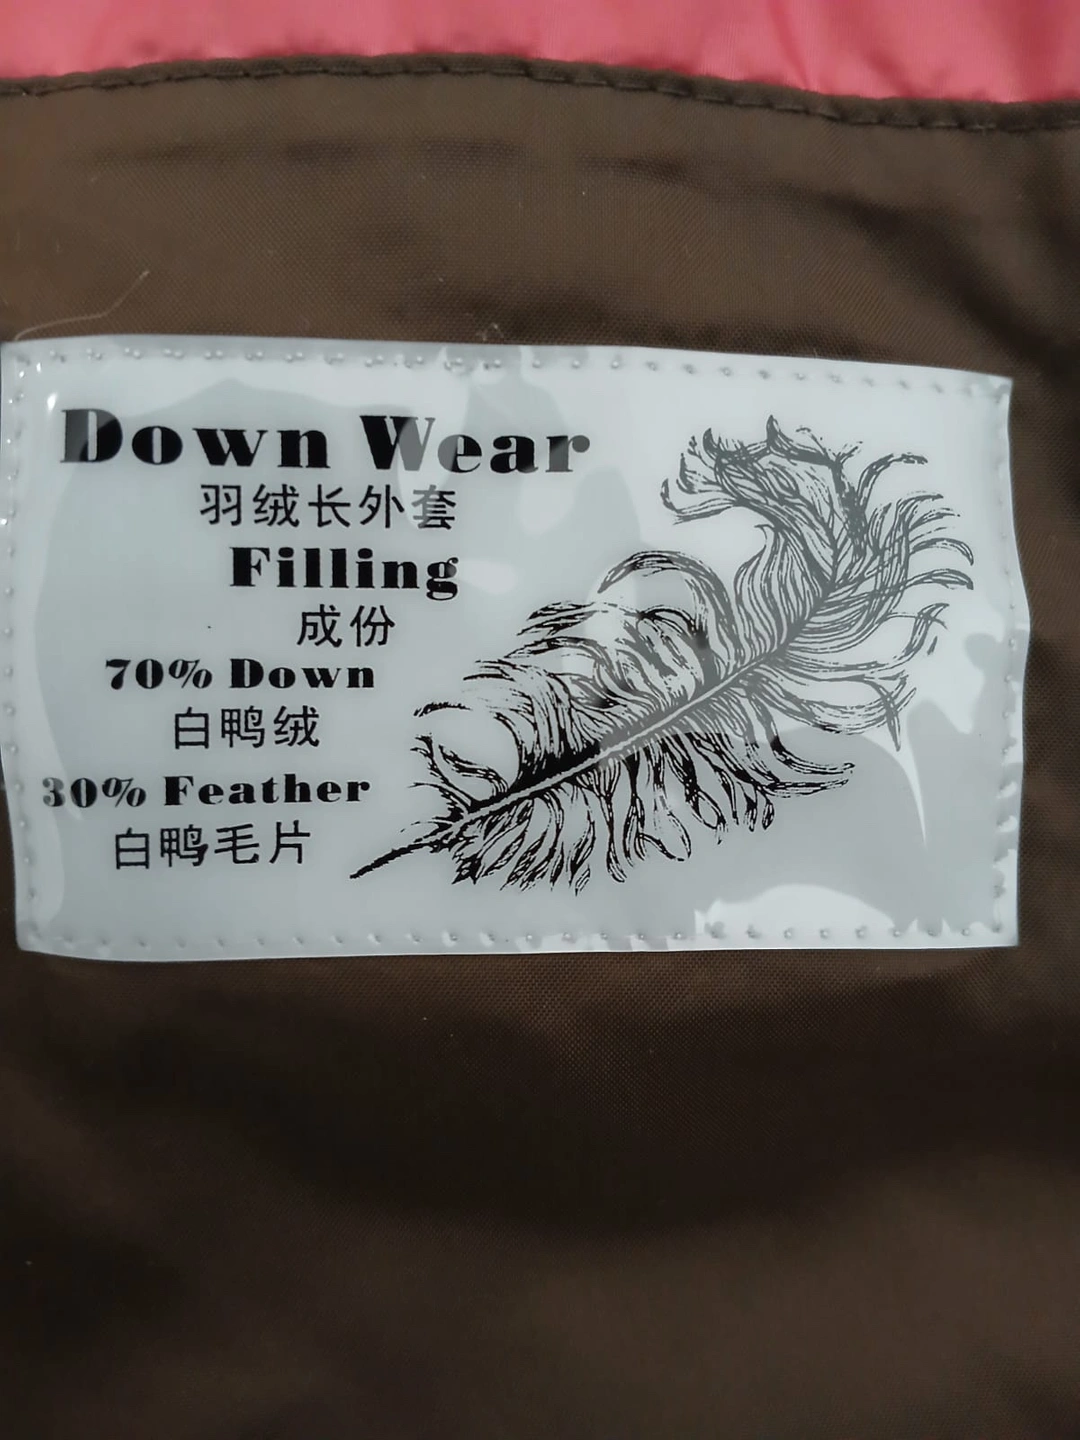 Down Wear
羽绒长外套
Filling
成份
70% Down
白鸭绒
30% Feather
白鸭毛片